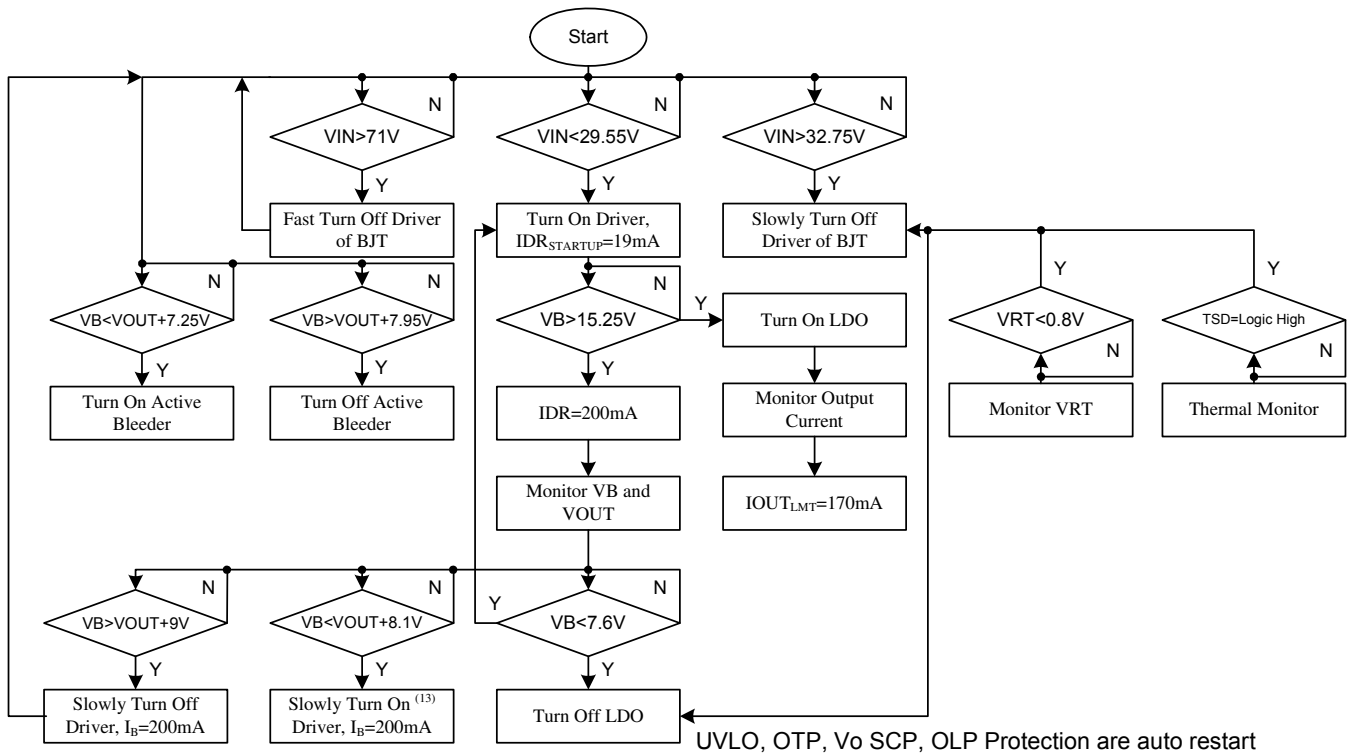 Start
N
N
N
VIN>71V
VIN<29.55V
VIN>32.75V
Y
Y
Y
Fast Turn Off Driver
of BJT
Turn On Driver,
IDRSTARTUP=19mA
Slowly Turn Off
Driver of BJT
N
N
N
Y
Y
Y
VB<VOUT+7.25V
VB>VOUT+7.95V
VB>15.25V
Turn On LDO
VRT<0.8V
N
TSD=Logic High
N
Y
Y
Y
Turn On Active
Bleeder
Turn Off Active
Bleeder
IDR=200mA
Monitor Output
Current
Monitor VRT
Thermal Monitor
Monitor VB and
VOUT
IOUTLMT=170mA
N
N
Y
N
VB>VOUT+9V
VB<VOUT+8.1V
VB<7.6V
Y
Y
Y
Slowly Turn Off
Driver, IB=200mA
Slowly Turn On (13)
Driver, IB=200mA
Turn Off LDO
UVLO, OTP, Vo SCP, OLP Protection are auto restart